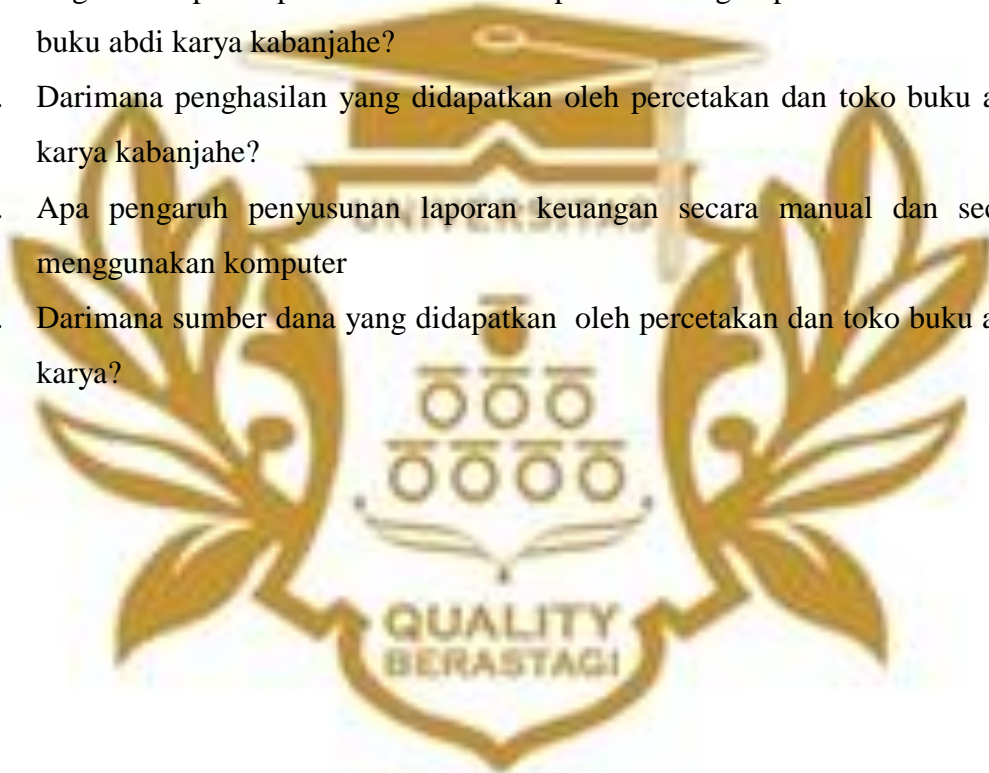 buku abdi karya kabanjahe?
Darimana penghasilan yang didapatkan oleh percetakan dan toko buku a
karya kabanjahe?
Apa pengaruh penyusunan laporan keuangan secara manual dan sec
menggunakan komputer
Darimana sumber dana yang didapatkan oleh percetakan dan toko buku a
karya?
UNIVERSITAS
QUALITY
BERASTAGI